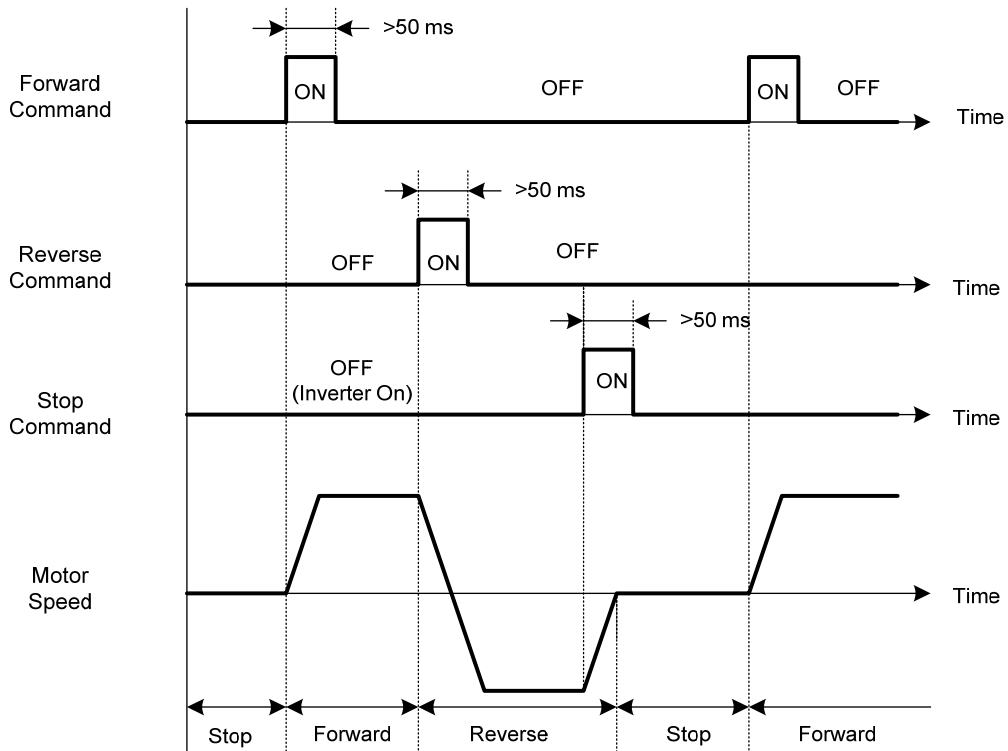 >50 ms
Forward
Command
ON
OFF
ON
OFF
Time
>50 ms
Reverse
Command
OFF
ON
OFF
Time
>50 ms
Stop
Command
OFF
(Inverter On)
ON
Time
Motor
Speed
Time
Stop
Forward
Reverse
Stop
Forward